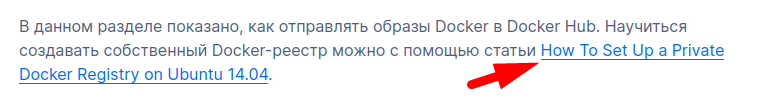 В данном разделе показано, как отправлять образы Docker в Docker Hub. Научиться
создавать собственный Docker-реестр можно с помощью статьи How To Set Up a Private
Docker Registry on Ubuntu 14.04.